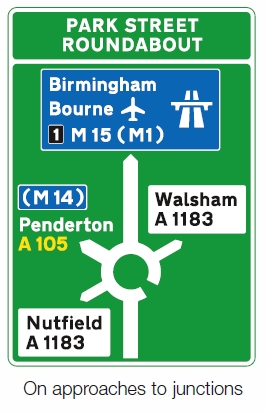 PARK STREET
ROUNDABOUT
Birmingham
Bourne
1 M 15 (M1)
(M 14)
Penderton
A 105
Walsham
A 1183
Nutfield
A 1183
On approaches to junctions